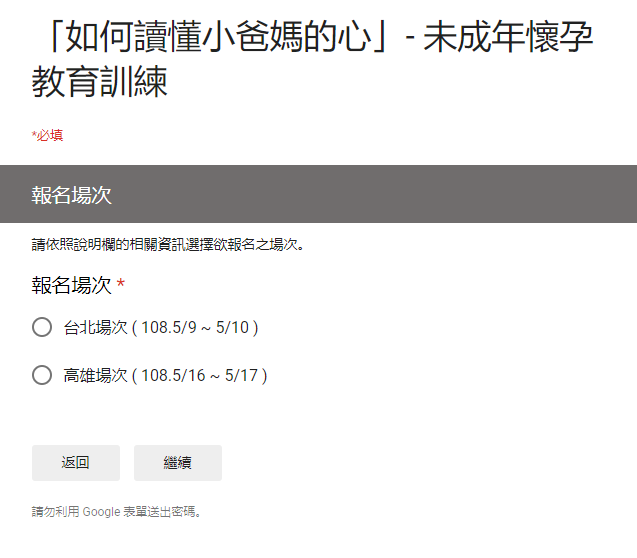 「如何讀懂小爸媽的心」- 未成年懷孕
教育訓練
*必填
報名場次
請依照說明欄的相關資訊選擇欲報名之場次。
報名場次 *
台北場次 ( 108.5/9 ~ 5/10 )
高雄場次 ( 108.5/16 ~ 5/17 )
返回 繼續
請勿利用 Google 表單送出密碼。